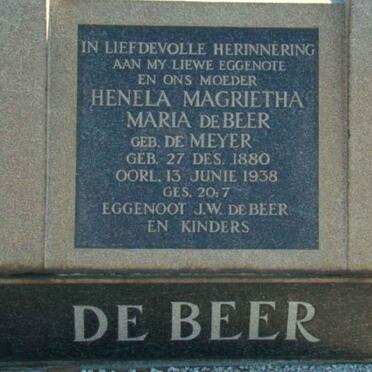 IN LIEFDEVOLLE HERINNERING
AAN MY LIEWE EGGENOTE
EN ONS MOEDER
HENELA MAGRIETHA
MARIA DE BEER
GEB. DE MEYER
GEB. 27 DES. 1880
OORL. 13 JUNIE 1938
GES. 20:7
EGGENOOT J.W. DE BEER
EN KINDERS
DE BEER